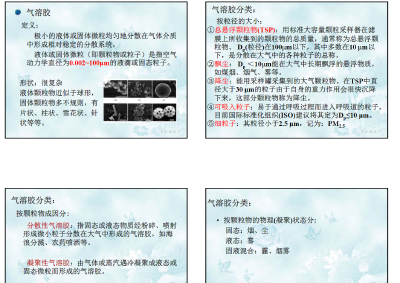 气溶胶
定义:
极小的液体或固体微粒均匀地分散在气体介质
中形成相对稳定的分散系统。
液体或固体微粒(即颗粒物或粒子)是指空气
动力学直径为0.002~100μm的液滴或固态粒子。
形状:很复杂
液体颗粒物近似于球形,
固体颗粒物多不规则,有
片状、柱状、雪花状、针
状等等。
气溶胶分类:
按粒径的大小:
①总悬浮颗粒物(TSP):用标准大容量颗粒采样器在滤
膜上所收集到的颗粒物的总质量,通常称为总悬浮颗
粒物。Dp(粒径)在100μm以下,其中多数在10 μm以
下,是分散在大气中的各种粒子的总称。
②飘尘:Dp＜10μm能在大气中长期飘浮的悬浮物质,
如煤烟、烟气、雾等。
③降尘:能用采样罐采集到的大气颗粒物。在TSP中直
径大于30 μm的粒子由于自身的重力作用会很快沉降
下来,这部分颗粒物称为降尘。
④可吸入粒子:易于通过呼吸过程而进入呼吸道的粒子。
目前国际标准化组织(ISO)建议将其定为Dp≤10 μm。
⑤细粒子:其粒径小于2.5 μm,记为:PM2.5
气溶胶分类:
按颗粒物成因分:
分散性气溶胶:指固态或液态物质经粉碎、喷射
形成微小粒子分散在大气中形成的气溶胶,如海
浪分溅、农药喷洒等。
凝聚性气溶胶:由气体或蒸汽遇冷凝聚成液态或
固态微粒而形成的气溶胶。
气溶胶分类:
• 按颗粒物的物理(凝聚)状态分:
固态:烟、尘
液态:雾
固液混合:霾、烟雾